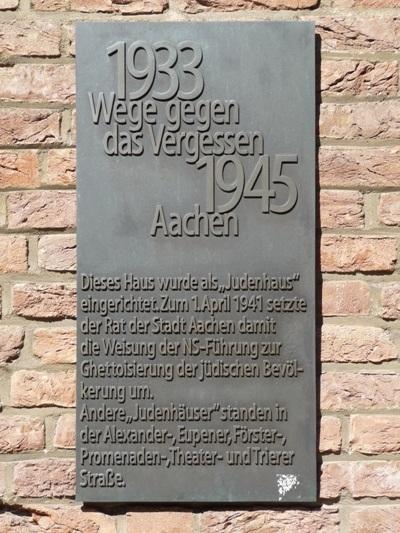 1933
Wege gegen
das Vergessen
1945
Aachen
Dieses Haus wurde als „Judenhaus“
eingerichtet. Zum 1. April 1941 setzte
der Rat der Stadt Aachen damit
die Weisung der NS-Führung zur
Ghettoisierung der jüdischen Bevöl-
kerung um.
Andere „Judenhäuser“ standen in
der Alexander-, Eupener, Förster-,
Promenaden-, Theater- und Trierer
Straße.